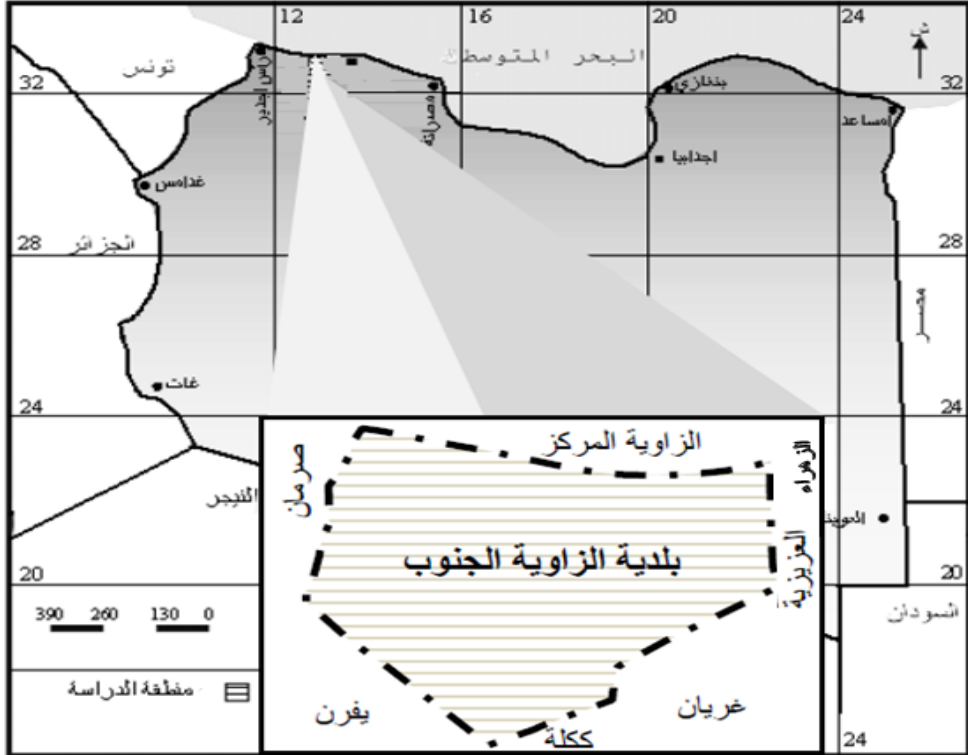 12
16
20
24
ش
البحر المتوسط
تونس
32
32
راس اجدير
مصراته
بنغازي
امساعد
اجدابيا
غدامس
الجزائر
28
28
مصر
غات
24
24
الزاوية المركز
صرمان
الزهراء
النيجر
بلدية الزاوية الجنوب
العزيزية
20
20
السودان
390 260 130 0
منطقة الدراسة
يفرن
غريان
ككلة
24